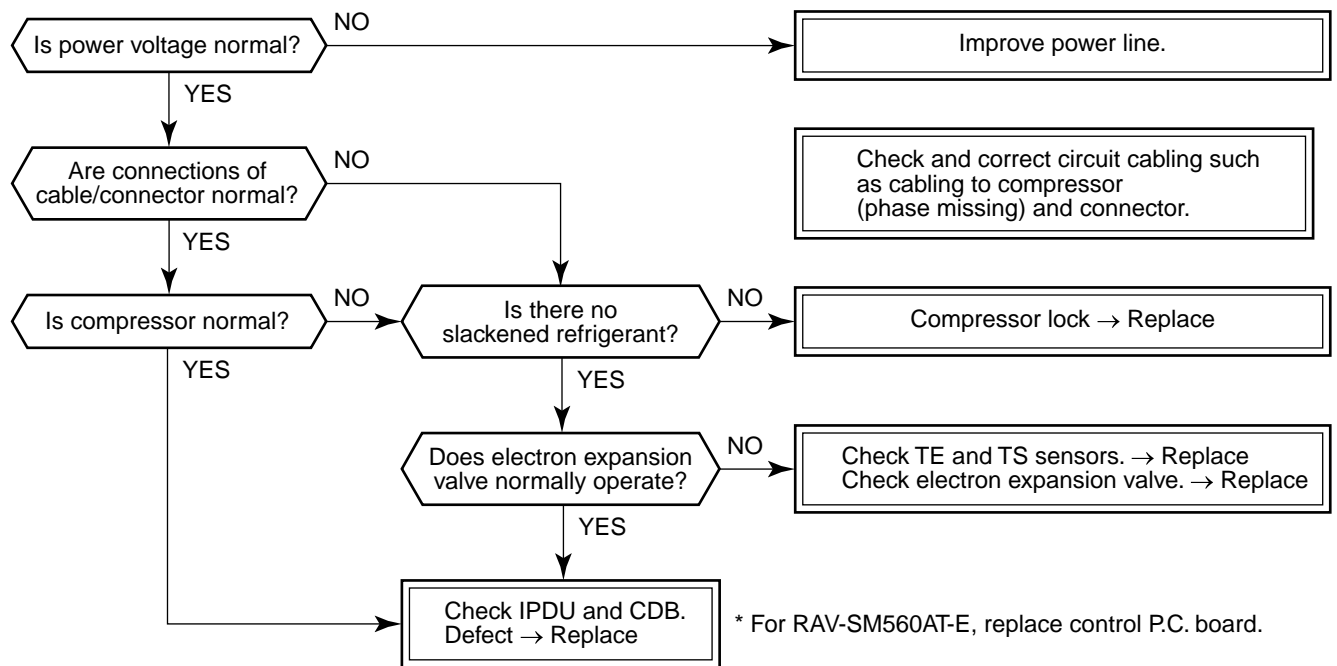 Is power voltage normal?
NO
Improve power line.
YES
Are connections of
cable/connector normal?
NO
Check and correct circuit cabling such
as cabling to compressor
(phase missing) and connector.
YES
Is compressor normal?
NO
Is there no
slackened refrigerant?
NO
Compressor lock → Replace
YES
YES
Does electron expansion
valve normally operate?
NO
Check TE and TS sensors. → Replace
Check electron expansion valve. → Replace
YES
Check IPDU and CDB.
Defect → Replace
* For RAV-SM560AT-E, replace control P.C. board.